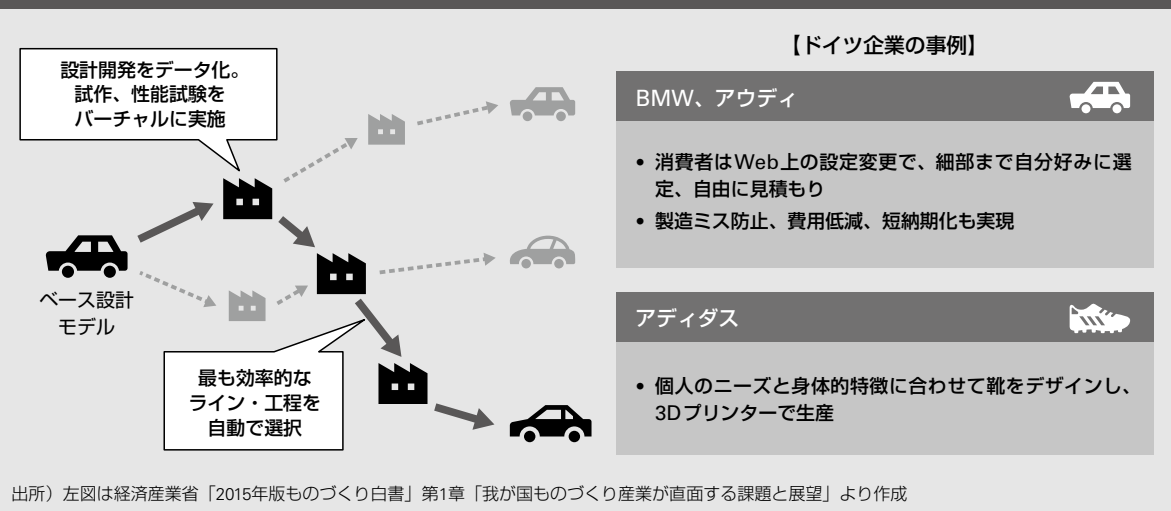 設計開発をデータ化。
試作、性能試験を
バーチャルに実施
ベース設計
モデル
最も効率的な
ライン・工程を
自動で選択
【ドイツ企業の事例】
BMW、アウディ
• 消費者はWeb上の設定変更で、細部まで自分好みに選
定、自由に見積もり
• 製造ミス防止、費用低減、短納期化も実現
アディダス
• 個人のニーズと身体的特徴に合わせて靴をデザインし、
3Dプリンターで生産
出所）左図は経済産業省「2015年版ものづくり白書」第1章「我が国ものづくり産業が直面する課題と展望」より作成